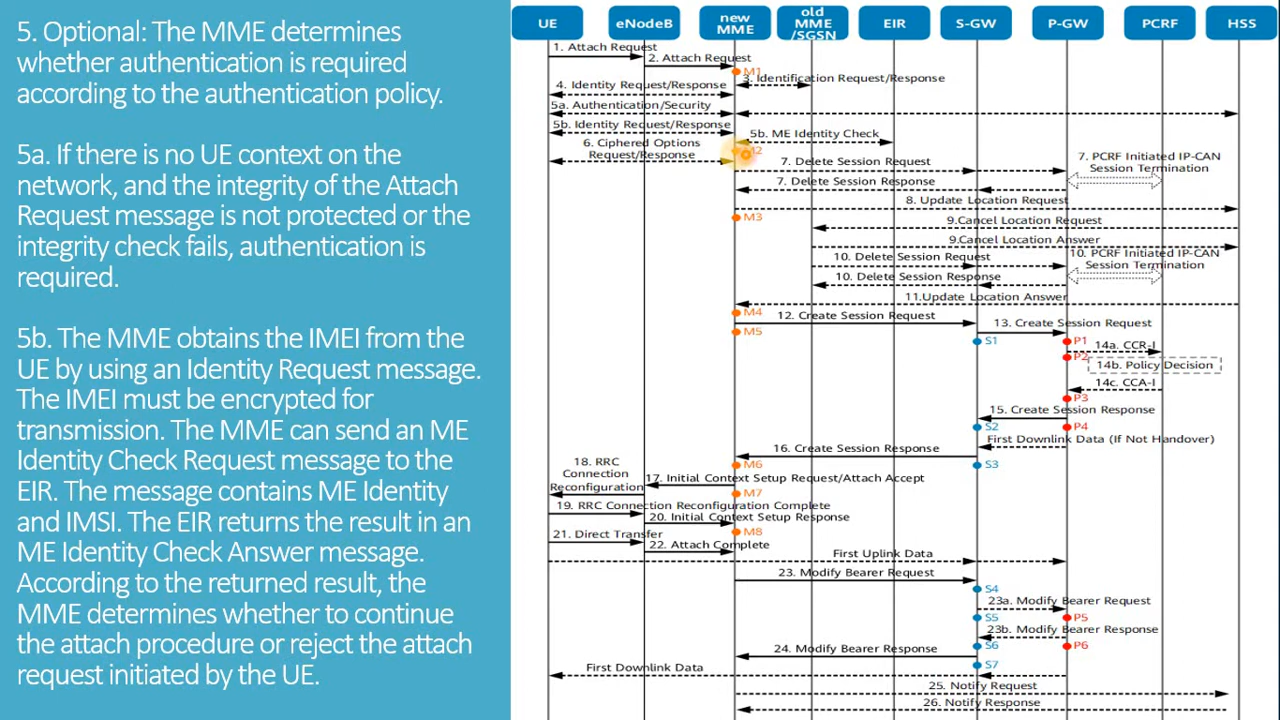 5. Optional: The MME determines
whether authentication is required
according to the authentication policy.
5a. If there is no UE context on the
network, and the integrity of the Attach
Request message is not protected or the
integrity check fails, authentication is
required.
5b. The MME obtains the IMEI from the
UE by using an Identity Request message.
The IMEI must be encrypted for
transmission. The MME can send an ME
Identity Check Request message to the
EIR. The message contains ME Identity
and IMSI. The EIR returns the result in an
ME Identity Check Answer message.
According to the returned result, the
MME determines whether to continue
the attach procedure or reject the attach
request initiated by the UE.
UE
eNodeB
new
MME
old
MME
/SGSN
EIR
S-GW
P-GW
PCRF
HSS
1. Attach Request
2. Attach Request
M1
3. Identification Request/Response
4. Identity Request/Response
5a. Authentication/Security
5b. Identity Request/Response
5b. ME Identity Check
6. Ciphered Options
Request/Response
M2
7. Delete Session Request
7. PCRF Initiated IP-CAN
Session Termination
7. Delete Session Response
8. Update Location Request
M3
9.Cancel Location Request
9.Cancel Location Answer
10. Delete Session Request
10. PCRF Initiated IP-CAN
Session Termination
10. Delete Session Response
11.Update Location Answer
M4
12. Create Session Request
M5
13. Create Session Request
S1
P1
14a. CCR-I
P2
14b. Policy Decision
14c. CCA-I
P3
15. Create Session Response
S2
P4
First Downlink Data (If Not Handover)
16. Create Session Response
M6
S3
18. RRC
Connection
Reconfiguration
17. Initial Context Setup Request/Attach Accept
M7
19. RRC Connection Reconfiguration Complete
20. Initial Context Setup Response
21. Direct Transfer
M8
22. Attach Complete
First Uplink Data
23. Modify Bearer Request
S4
23a. Modify Bearer Request
S5
P5
23b. Modify Bearer Response
S6
P6
24. Modify Bearer Response
S7
First Downlink Data
25. Notify Request
26. Notify Response